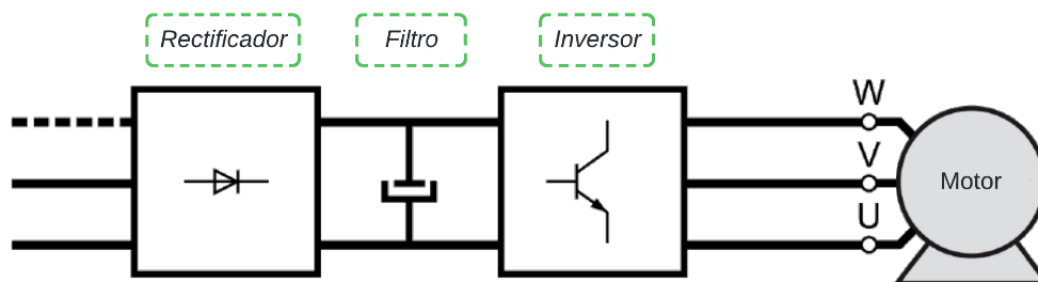 Rectificador
Filtro
Inversor
W
V
Motor
U